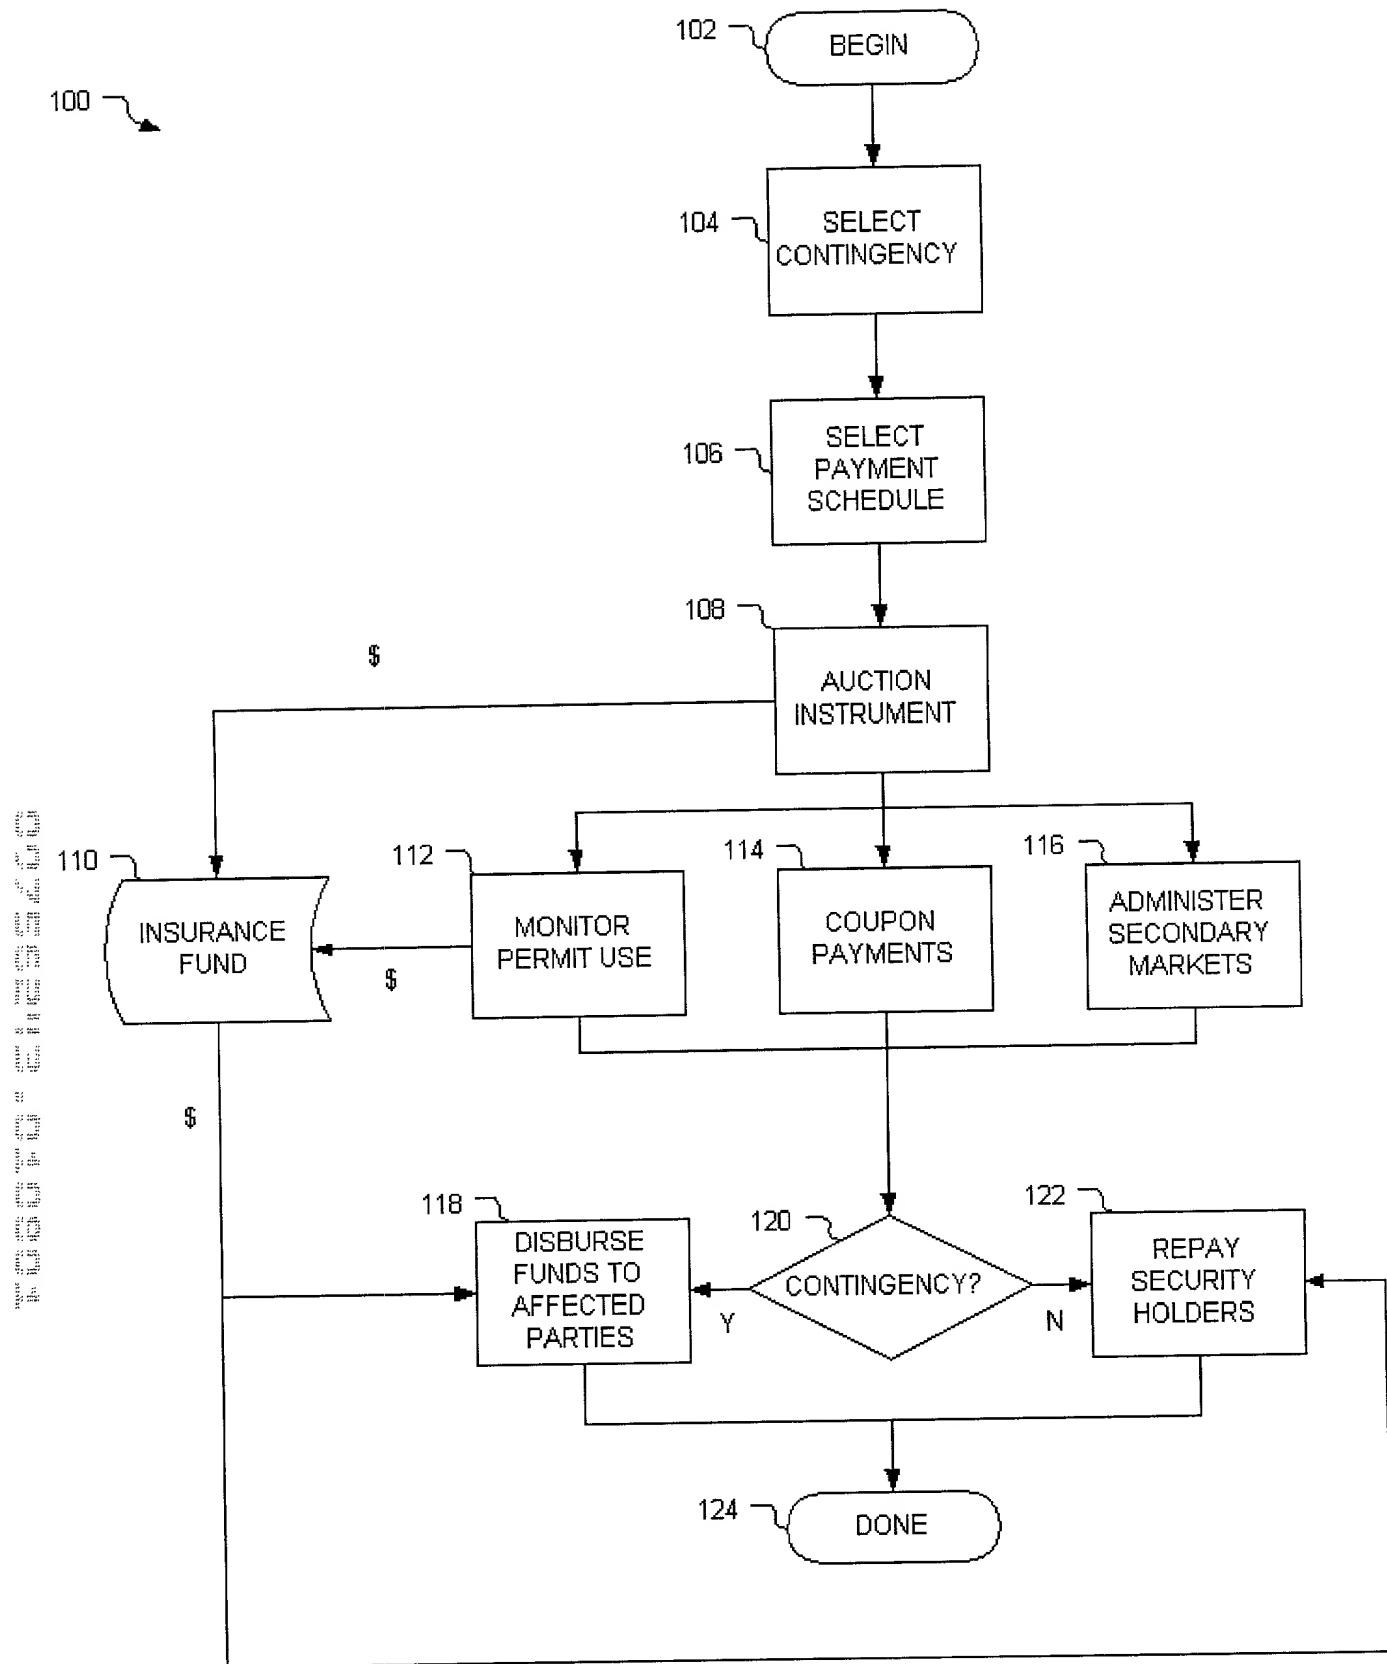 102
BEGIN
100
104
SELECT
CONTINGENCY
106
SELECT
PAYMENT
SCHEDULE
108
$
AUCTION
INSTRUMENT
110
INSURANCE
FUND
112
MONITOR
PERMIT USE
$
114
COUPON
PAYMENTS
116
ADMINISTER
SECONDARY
MARKETS
$
118
DISBURSE
FUNDS TO
AFFECTED
PARTIES
120
CONTINGENCY?
Y
N
122
REPAY
SECURITY
HOLDERS
124
DONE